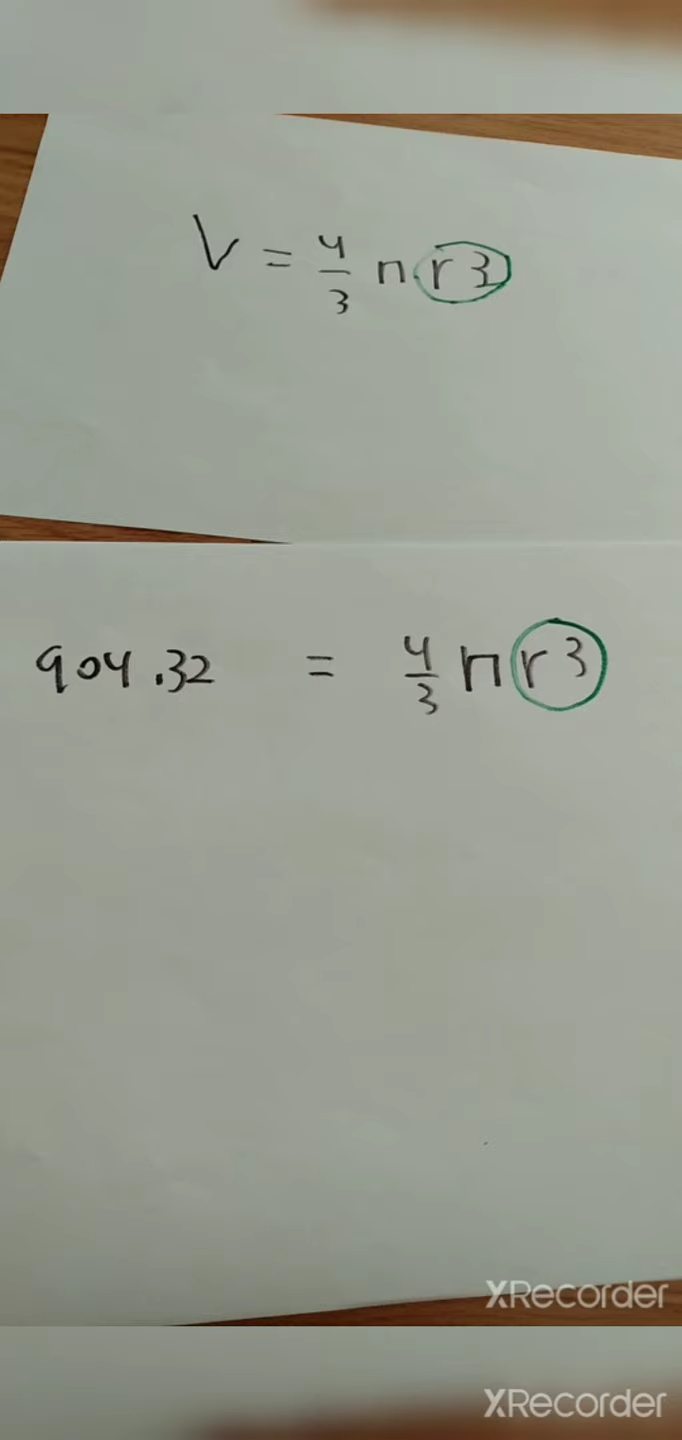 V = 4/3 п r3
904.32 = 4/3 п r3
XRecorder
XRecorder